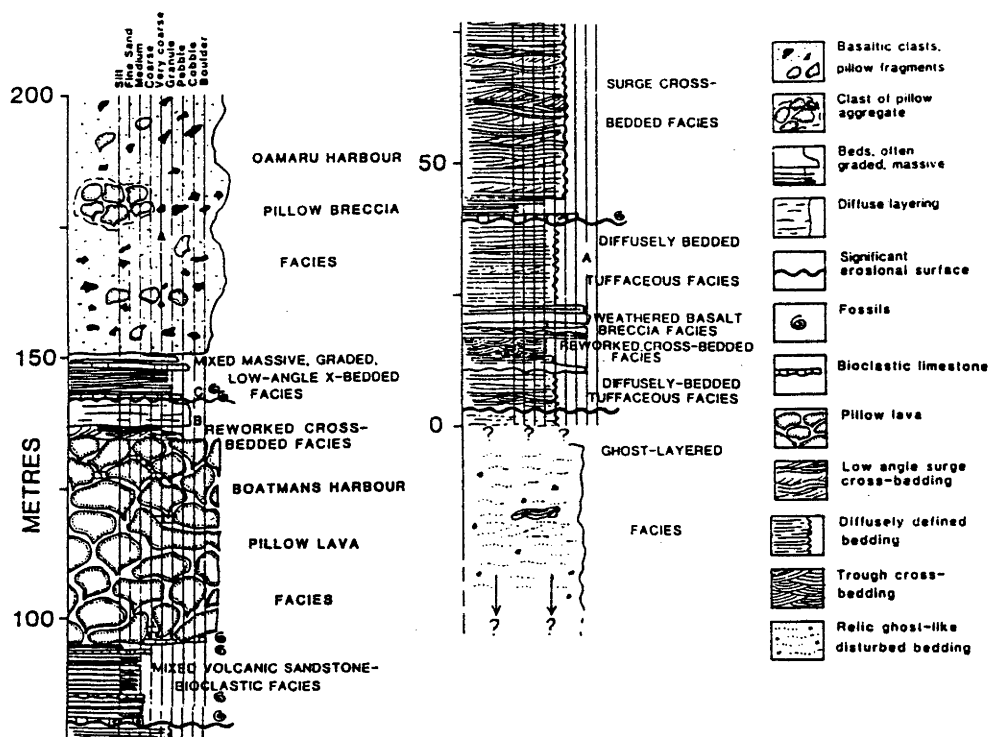 Silt
Fine Sand
Medium
Coarse
Very coarse
Granule
Pebble
Cobble
Boulder
METRES
200
150
100
OAMARU HARBOUR
PILLOW BRECCIA
FACIES
MIXED MASSIVE, GRADED,
LOW-ANGLE X-BEDDED
FACIES
C
B
REWORKED CROSS-
BEDDED FACIES
BOATMANS HARBOUR
PILLOW LAVA
FACIES
MIXED VOLCANIC SANDSTONE-
BIOCLASTIC FACIES
50
0
SURGE CROSS-
BEDDED FACIES
DIFFUSELY BEDDED
A
TUFFACEOUS FACIES
WEATHERED BASALT
BRECCIA FACIES
REWORKED CROSS-BEDDED
FACIES
DIFFUSELY-BEDDED
TUFFACEOUS FACIES
? ? ?
GHOST-LAYERED
FACIES
? ?
Basaltic clasts,
pillow fragments
Clast of pillow
aggregate
Beds, often
graded, massive
Diffuse layering
Significant
erosional surface
Fossils
Bioclastic limestone
Pillow lava
Low angle surge
cross-bedding
Diffusely defined
bedding
Trough cross-
bedding
Relic ghost-like
disturbed bedding